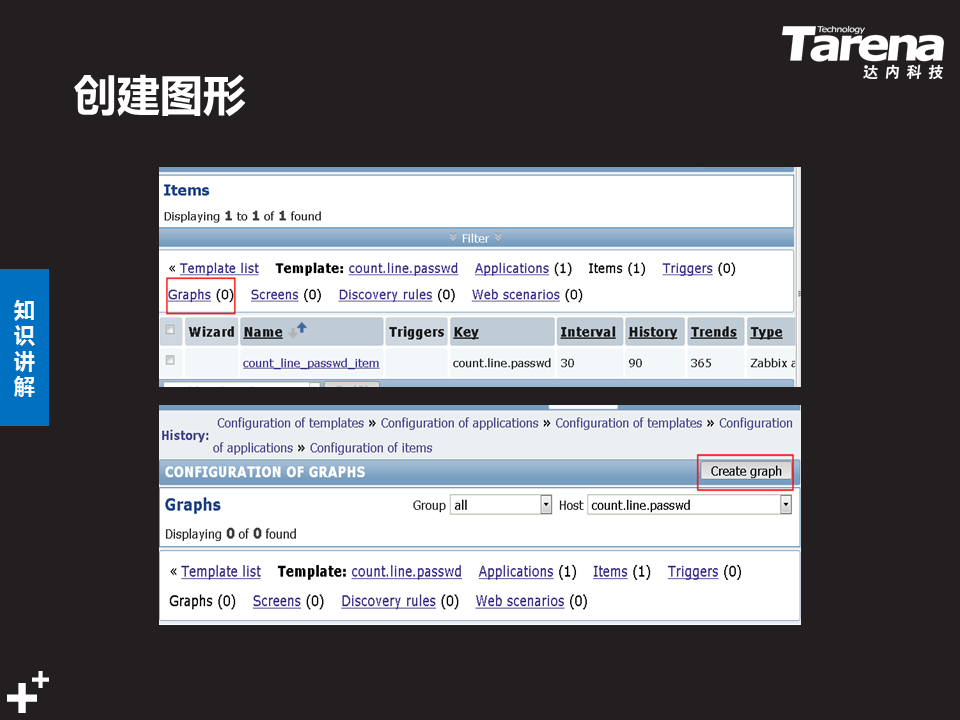 Technology
Tarena
达内科技
创建图形
Items
Displaying 1 to 1 of 1 found
Filter
« Template list Template: count.line.passwd Applications (1) Items (1) Triggers (0)
Graphs (0) Screens (0) Discovery rules (0) Web scenarios (0)
Wizard Name Triggers Key Interval History Trends Type
count_line_passwd_item count.line.passwd 30 90 365 Zabbix a
知识讲解
History: Configuration of templates » Configuration of applications » Configuration of templates » Configuration
of applications » Configuration of items
CONFIGURATION OF GRAPHS Create graph
Graphs Group all Host count.line.passwd
Displaying 0 of 0 found
« Template list Template: count.line.passwd Applications (1) Items (1) Triggers (0)
Graphs (0) Screens (0) Discovery rules (0) Web scenarios (0)